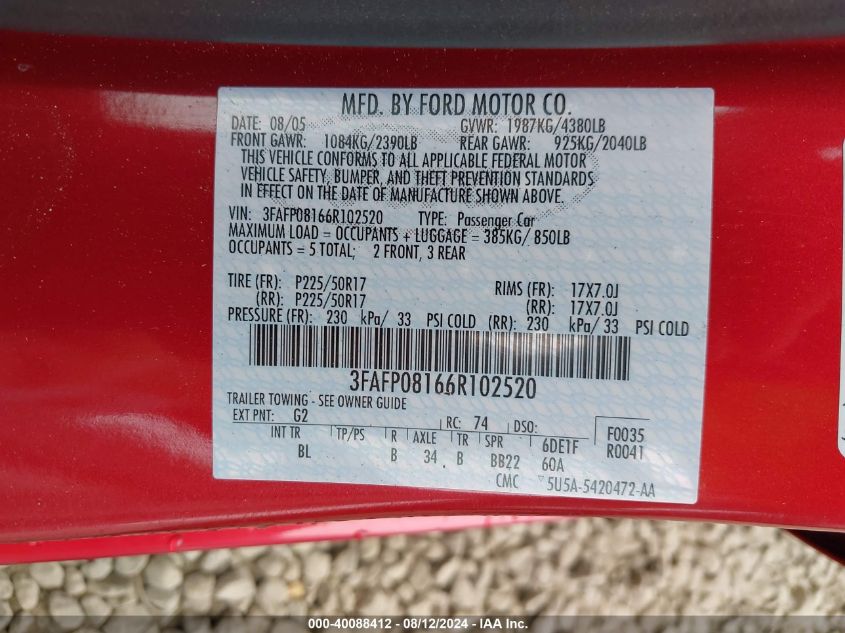 MFD. BY FORD MOTOR CO.
DATE: 08/05 GVWR: 1987KG/4380LB
FRONT GAWR: 1084KG/2390LB REAR GAWR: 925KG/2040LB
THIS VEHICLE CONFORMS TO ALL APPLICABLE FEDERAL MOTOR
VEHICLE SAFETY, BUMPER, AND THEFT PREVENTION STANDARDS
IN EFFECT ON THE DATE OF MANUFACTURE SHOWN ABOVE.
VIN: 3FAFP08166R102520 TYPE: Passenger Car
MAXIMUM LOAD = OCCUPANTS + LUGGAGE = 385KG/ 850LB
OCCUPANTS = 5 TOTAL; 2 FRONT, 3 REAR
TIRE (FR): P225/50R17 RIMS (FR): 17X7.0J
(RR): P225/50R17 (RR): 17X7.0J
PRESSURE (FR): 230 kPa/ 33 PSI COLD (RR): 230 kPa/ 33 PSI COLD
3FAFP08166R102520
TRAILER TOWING - SEE OWNER GUIDE
EXT PNT: G2 RC: 74 DSO: F0035
INT TR TP/PS R AXLE TR SPR 6DE1F R0041
BL B 34 B BB22 60A
CMC 5U5A-5420472-AA
000-40088412 - 08/12/2024 - IAA Inc.